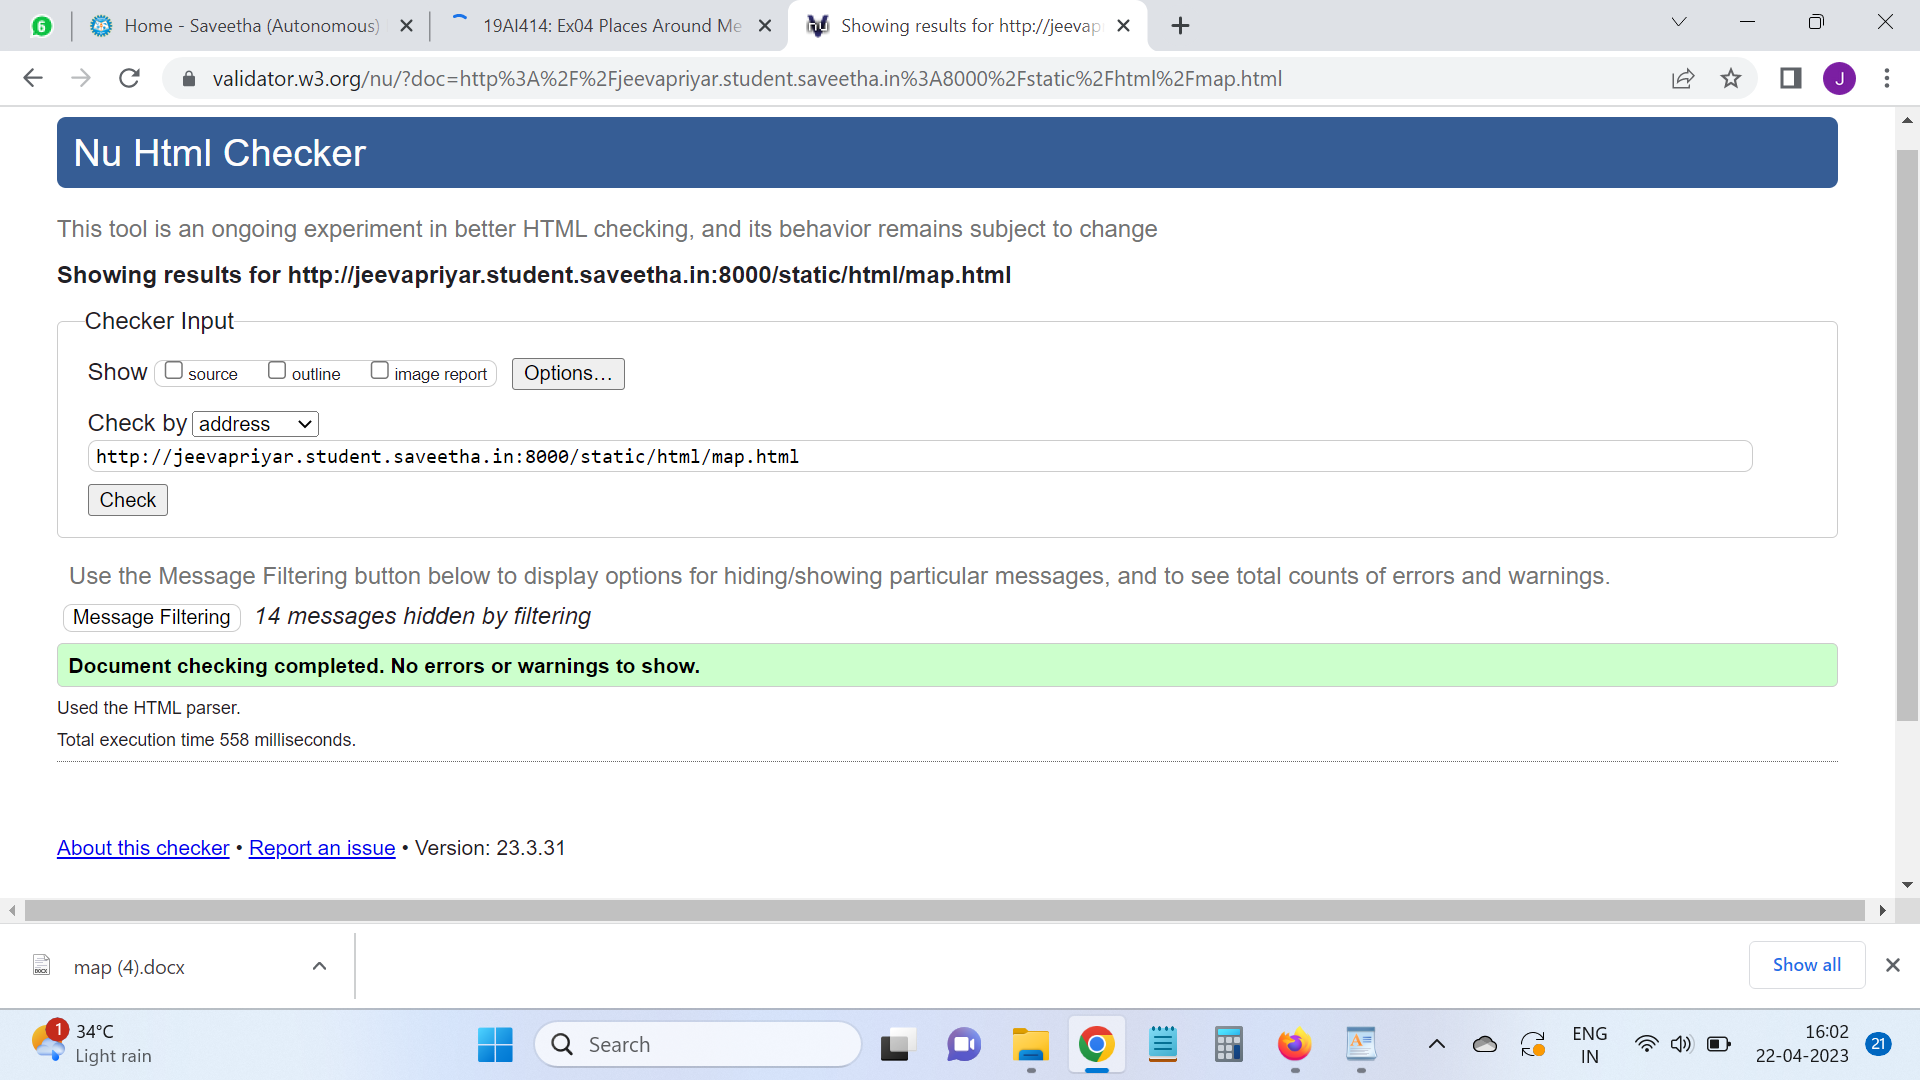 6
Home - Saveetha (Autonomous)
19AI414: Ex04 Places Around Me
Showing results for http://jeevap
validator.w3.org/nu/?doc=http%3A%2F%2Fjeevapriyar.student.saveetha.in%3A8000%2Fstatic%2Fhtml%2Fmap.html
J
Nu Html Checker
This tool is an ongoing experiment in better HTML checking, and its behavior remains subject to change
Showing results for http://jeevapriyar.student.saveetha.in:8000/static/html/map.html
Checker Input
Show source outline image report Options...
Check by address
http://jeevapriyar.student.saveetha.in:8000/static/html/map.html
Check
Use the Message Filtering button below to display options for hiding/showing particular messages, and to see total counts of errors and warnings.
Message Filtering 14 messages hidden by filtering
Document checking completed. No errors or warnings to show.
Used the HTML parser.
Total execution time 558 milliseconds.
About this checker • Report an issue • Version: 23.3.31
map (4).docx
Show all
1
34°C
Light rain
Search
ENG
IN
16:02
22-04-2023
21